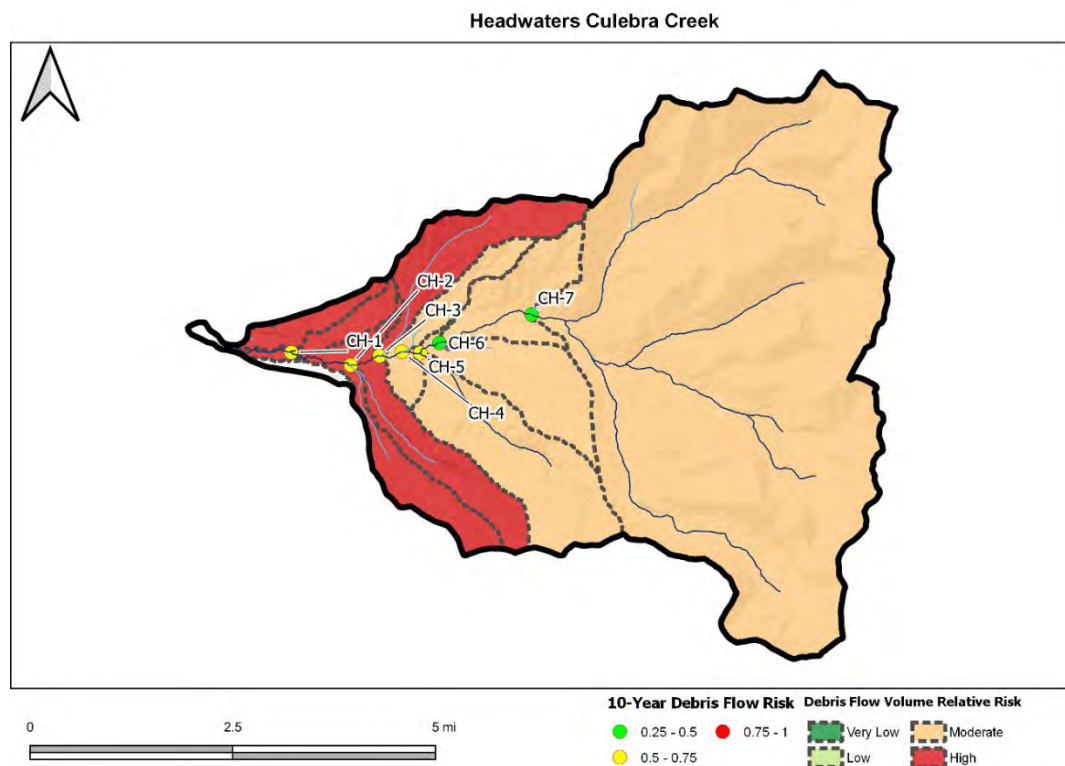 Headwaters Culebra Creek
CH-2
CH-3
CH-7
CH-1
CH-6
CH-5
CH-4
0 2.5 5 mi
10-Year Debris Flow Risk
0.25 - 0.5 0.75 - 1
0.5 - 0.75
Debris Flow Volume Relative Risk
Very Low Moderate
Low High